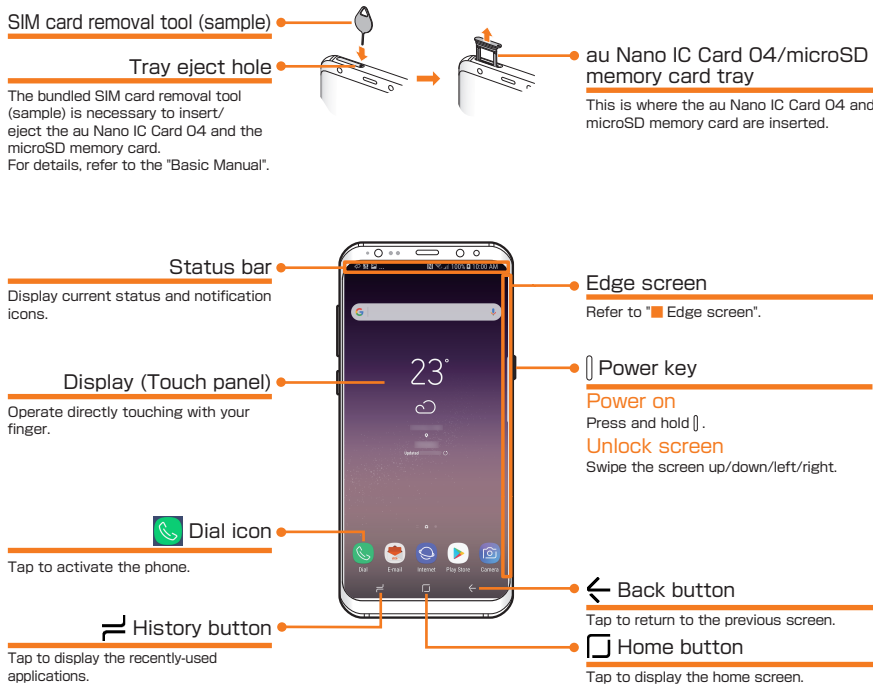 SIM card removal tool (sample)
Tray eject hole
The bundled SIM card removal tool
(sample) is necessary to insert/
eject the au Nano IC Card 04 and the
microSD memory card.
For details, refer to the "Basic Manual".
au Nano IC Card 04/microSD
memory card tray
This is where the au Nano IC Card 04 and
microSD memory card are inserted.
Status bar
Display current status and notification
icons.
Display (Touch panel)
Operate directly touching with your
finger.
Dial icon
Tap to activate the phone.
History button
Tap to display the recently-used
applications.
100% 10:00 AM
G
23°
Updated
Dial E-mail Internet Play Store Camera
Edge screen
Refer to "■ Edge screen".
Power key
Power on
Press and hold .
Unlock screen
Swipe the screen up/down/left/right.
Back button
Tap to return to the previous screen.
Home button
Tap to display the home screen.